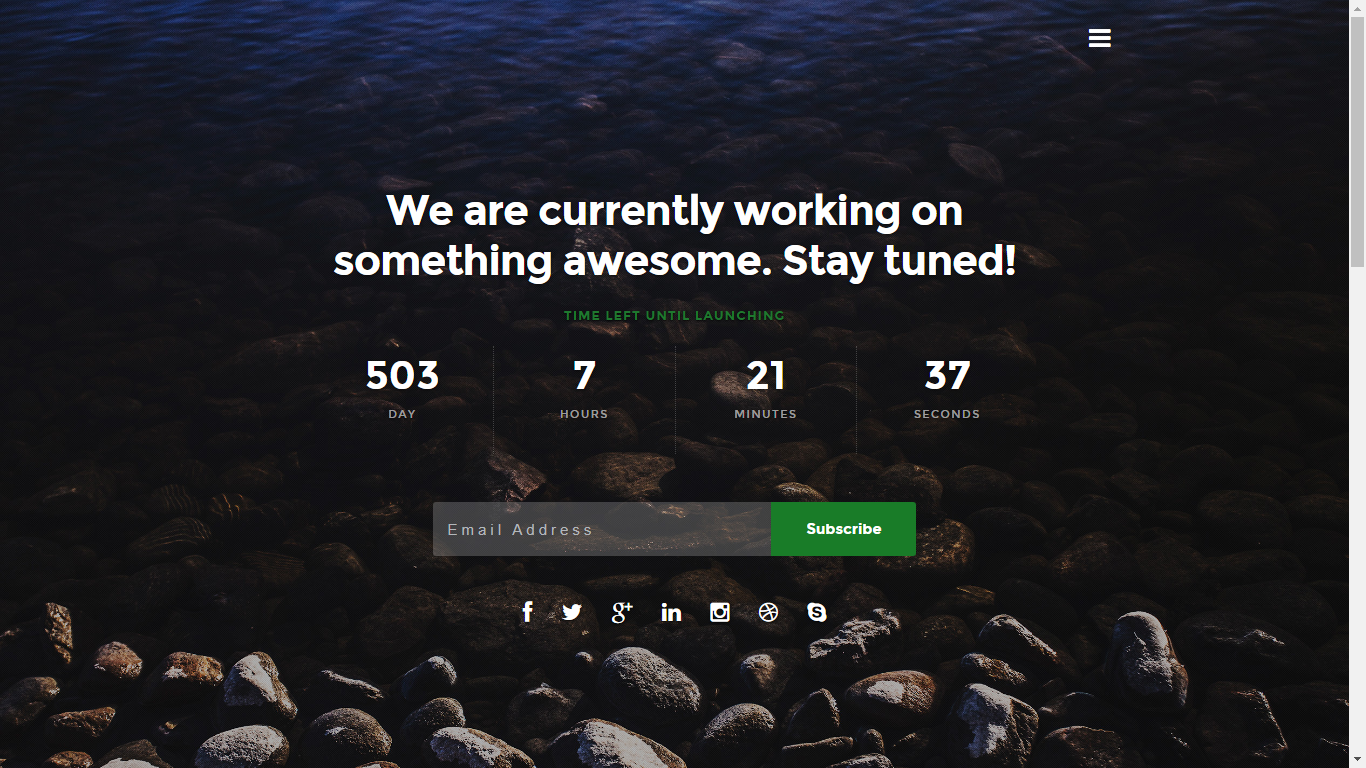 We are currently working on
something awesome. Stay tuned!
TIME LEFT UNTIL LAUNCHING
503
DAY
7
HOURS
21
MINUTES
37
SECONDS
Email Address
Subscribe